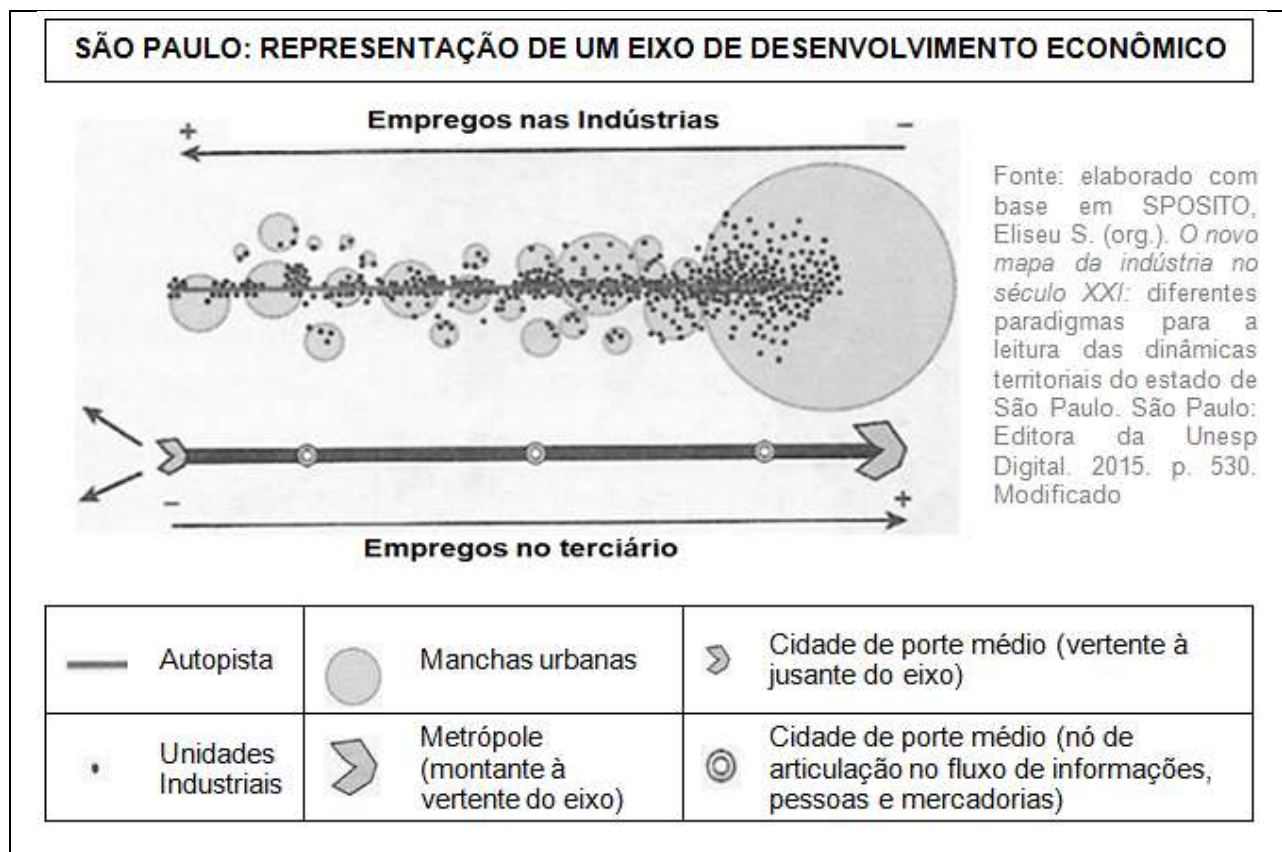 SÃO PAULO: REPRESENTAÇÃO DE UM EIXO DE DESENVOLVIMENTO ECONÔMICO
Empregos nas Indústrias
+
–
Fonte: elaborado com
base em SPOSITO,
Eliseu S. (org.). O novo
mapa da indústria no
século XXI: diferentes
paradigmas para a
leitura das dinâmicas
territoriais do estado de
São Paulo. São Paulo:
Editora da Unesp
Digital. 2015. p. 530.
Modificado
–
+
Empregos no terciário
Autopista
Manchas urbanas
Cidade de porte médio (vertente à
jusante do eixo)
Unidades
Industriais
Metrópole
(montante à
vertente do eixo)
Cidade de porte médio (nó de
articulação no fluxo de informações,
pessoas e mercadorias)